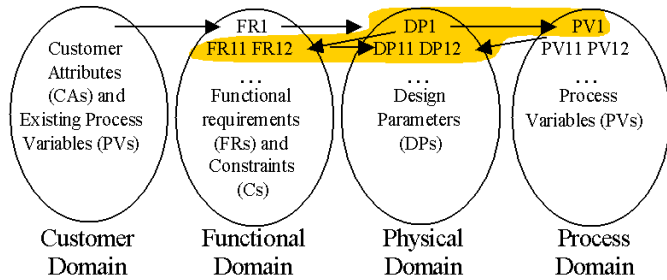 FR1
DP1
PV1
FR11 FR12
DP11 DP12
PV11 PV12
Customer
Attributes
(CAs) and
Existing Process
Variables (PVs)
...
Functional
requirements
(FRs) and
Constraints
(Cs)
...
Design
Parameters
(DPs)
...
Process
Variables (PVs)
Customer
Domain
Functional
Domain
Physical
Domain
Process
Domain